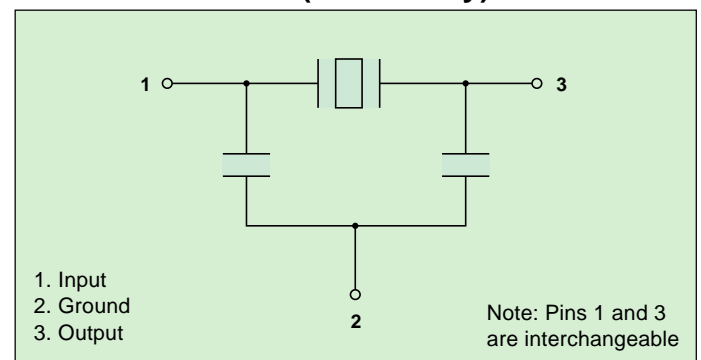 1
3
2
1. Input
2. Ground
3. Output
Note: Pins 1 and 3
are interchangeable